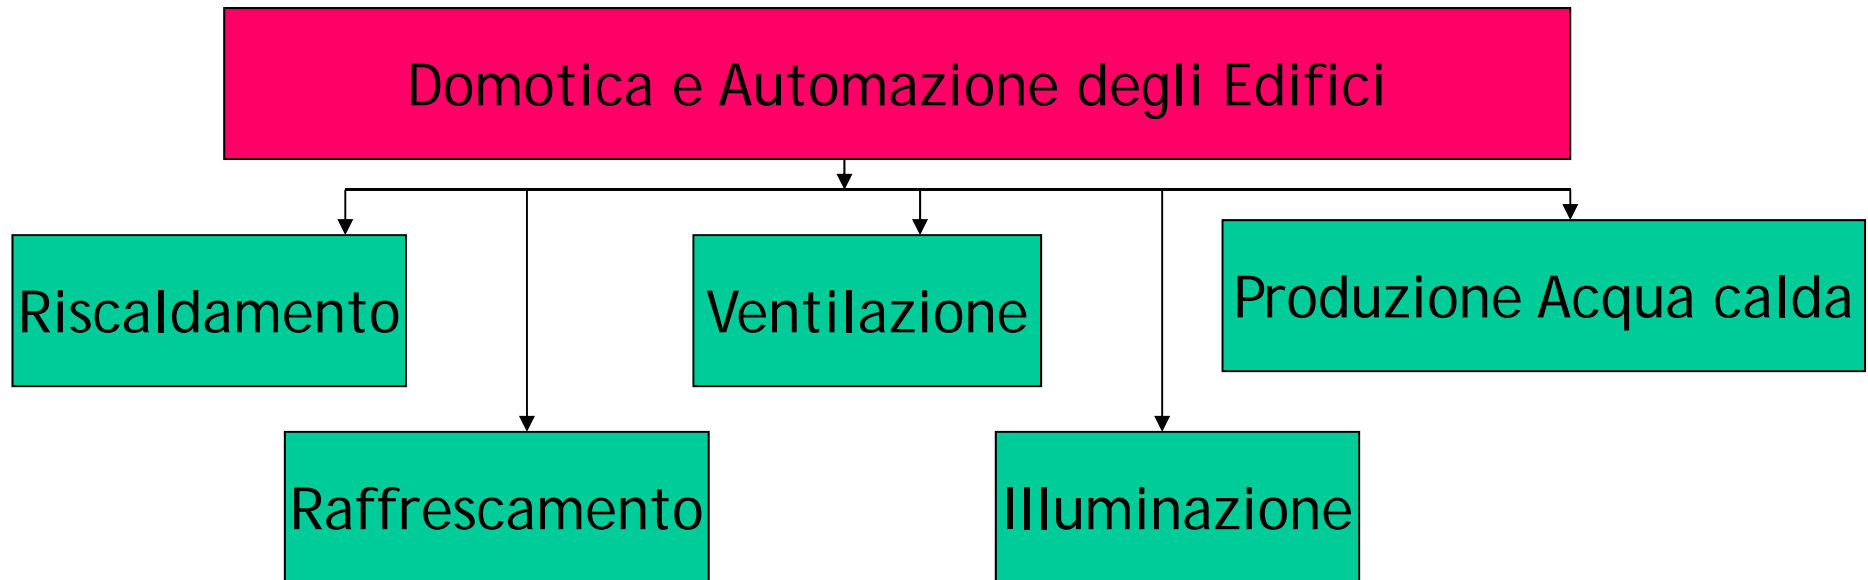 Domotica e Automazione degli Edifici
Riscaldamento
Ventilazione
Produzione Acqua calda
Raffrescamento
Illuminazione